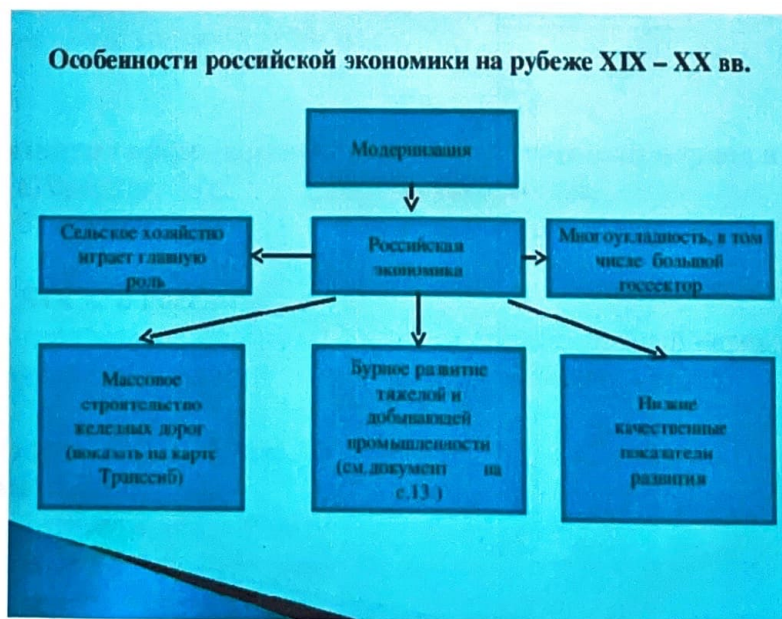 Особенности российской экономики на рубеже XIX – XX вв.
Модернизация
Сельское хозяйство
играет главную
роль
Российская
экономика
Многоукладность, в том
числе большой
госсектор
Массовое
строительство
железных дорог
(показать на карте
Транссиб)
Бурное развитие
тяжелой и
добывающей
промышленности
(см.документ на
с.13.)
Низкие
качественные
показатели
развития